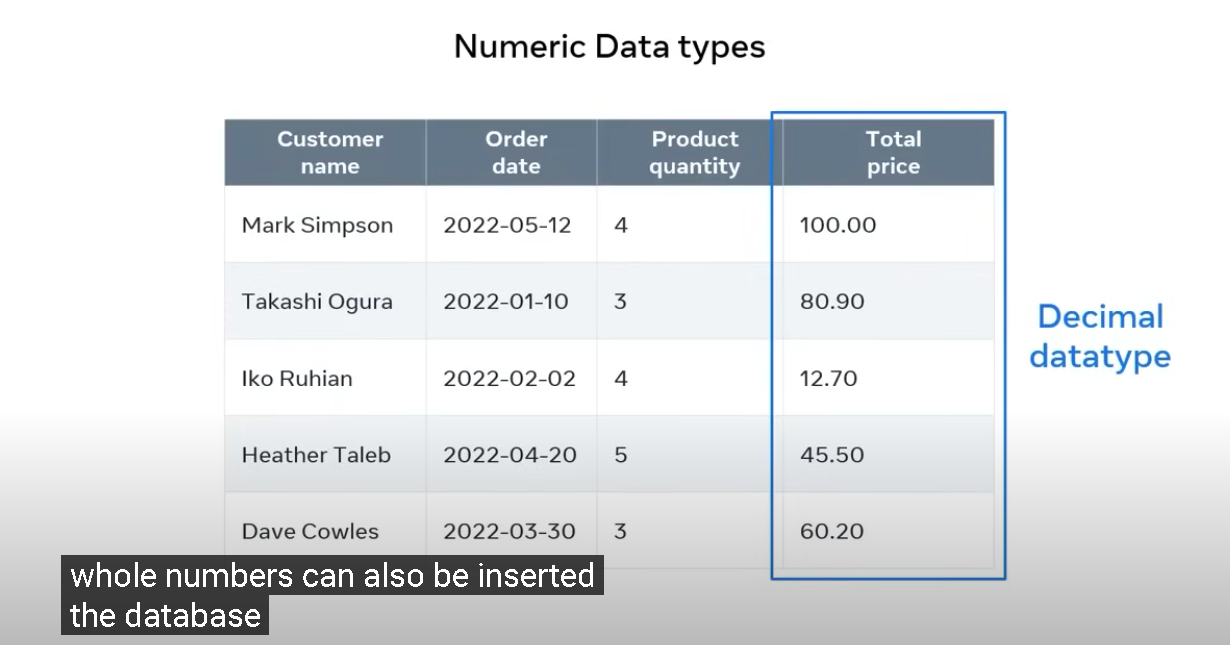 Numeric Data types
Customer name Order date Product quantity Total price
Mark Simpson 2022-05-12 4 100.00
Takashi Ogura 2022-01-10 3 80.90
Iko Ruhian 2022-02-02 4 12.70
Heather Taleb 2022-04-20 5 45.50
Dave Cowles 2022-03-30 3 60.20
Decimal
datatype
whole numbers can also be inserted
the database